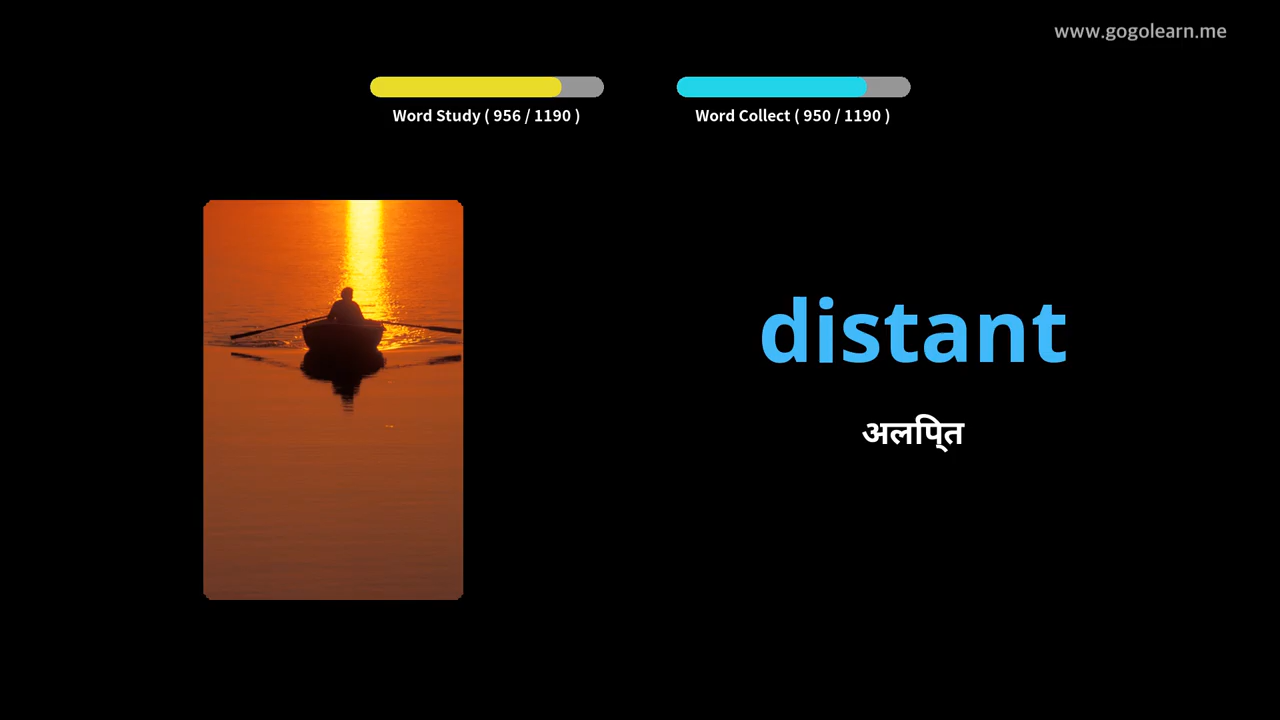 www.gogolearn.me
Word Study ( 956 / 1190 )
Word Collect ( 950 / 1190 )
distant
अलप्ति